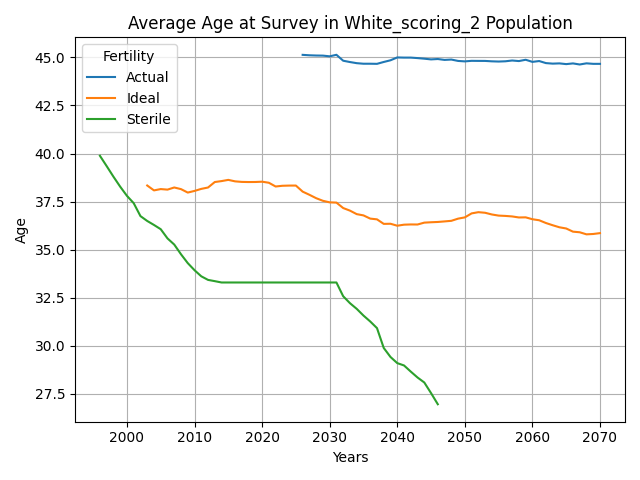 Average Age at Survey in White_scoring_2 Population
Fertility
Actual
Ideal
Sterile
Age
45.0
42.5
40.0
37.5
35.0
32.5
30.0
27.5
2000 2010 2020 2030 2040 2050 2060 2070
Years